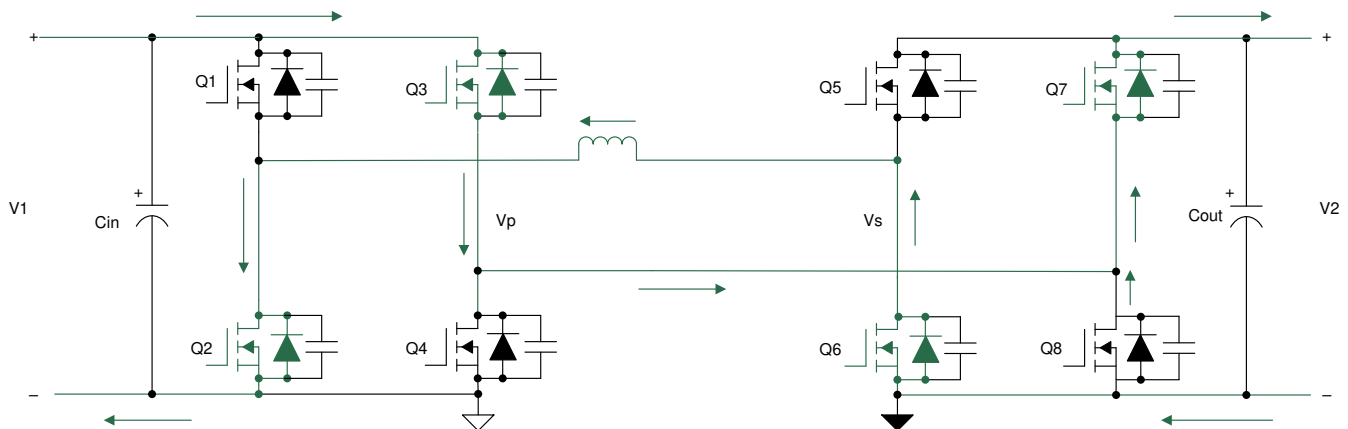 +
+
Q1
Q3
Q5
Q7
+
+
V1
Cin
Vp
Vs
Cout
V2
Q2
Q4
Q6
Q8
–
–